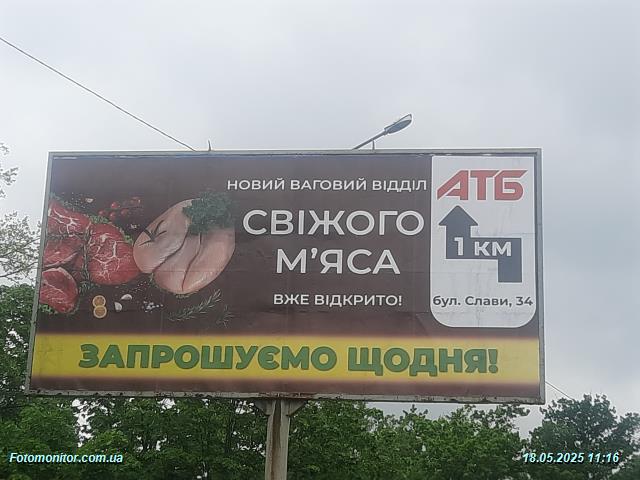 НОВИЙ ВАГОВИЙ ВІДДІЛ
СВІЖОГО
М'ЯСА
ВЖЕ ВІДКРИТО!
АТБ
1 КМ
бул. Слави, 34
ЗАПРОШУЄМО ЩОДНЯ!
Fotomonitor.com.ua
18.05.2025 11:16